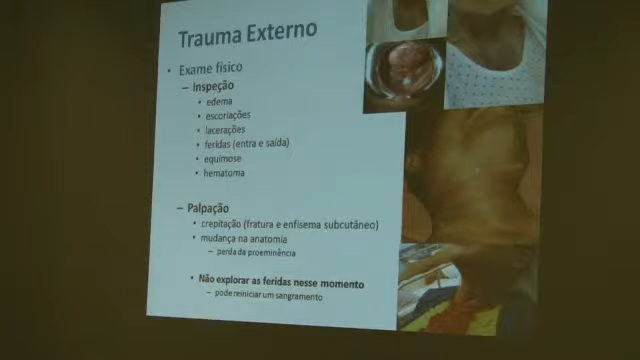 Trauma Externo
• Exame físico
– Inspeção
• edema
• escoriações
• lacerações
• feridas (entra e saída)
• equimose
• hematoma
– Palpação
• crepitação (fratura e enfisema subcutâneo)
• mudança na anatomia
– perda da proeminência
• Não explorar as feridas nesse momento
– pode reiniciar um sangramento